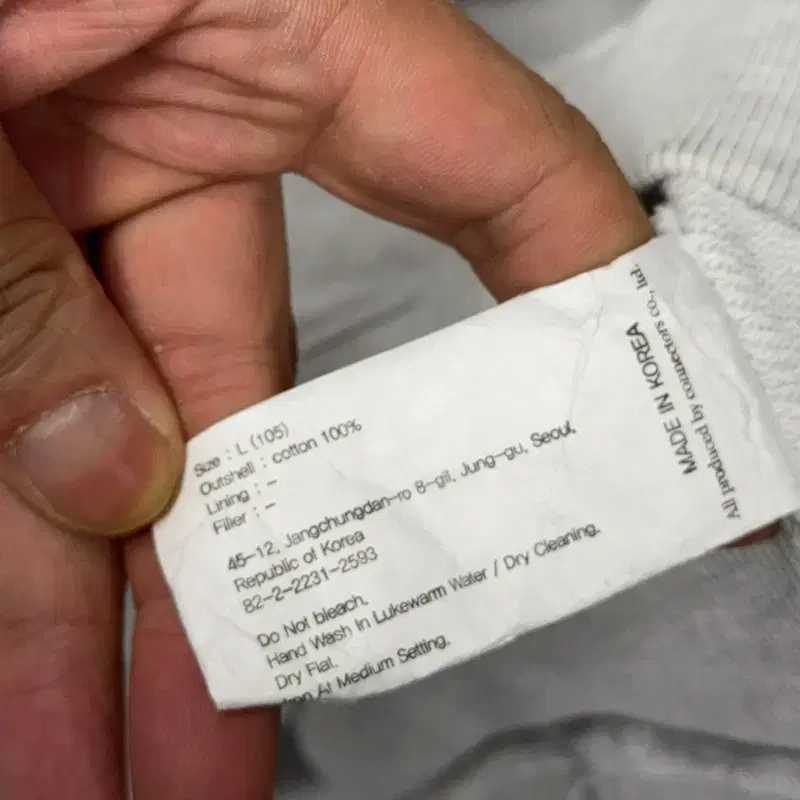 Size : L (105)
Outshell : cotton 100%
Lining : -
Filler : -
45-12, Jangchungdan-ro 8-gil, Jung-gu, Seoul,
Republic of Korea
82-2-2231-2593
Do Not bleach.
Hand Wash In Lukewarm Water / Dry Cleaning.
Dry Flat.
Iron At Medium Setting.
MADE IN KOREA
All produced by connectors co., ltd.